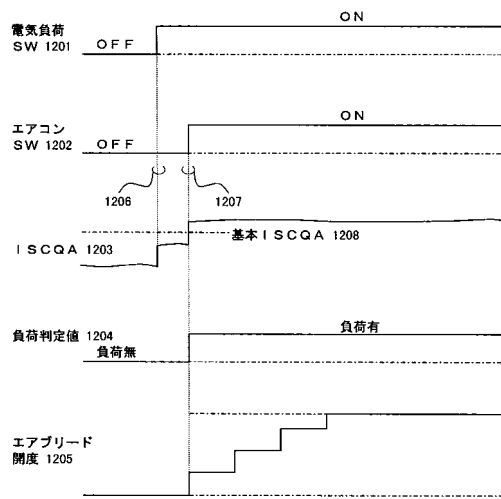 ON
電気負荷
SW 1201 OFF
ON
エアコン
SW 1202 OFF
1206 1207
基本ISCQA 1208
ISCQA 1203
負荷判定値 1204 負荷有
負荷無
エアブリード
開度 1205